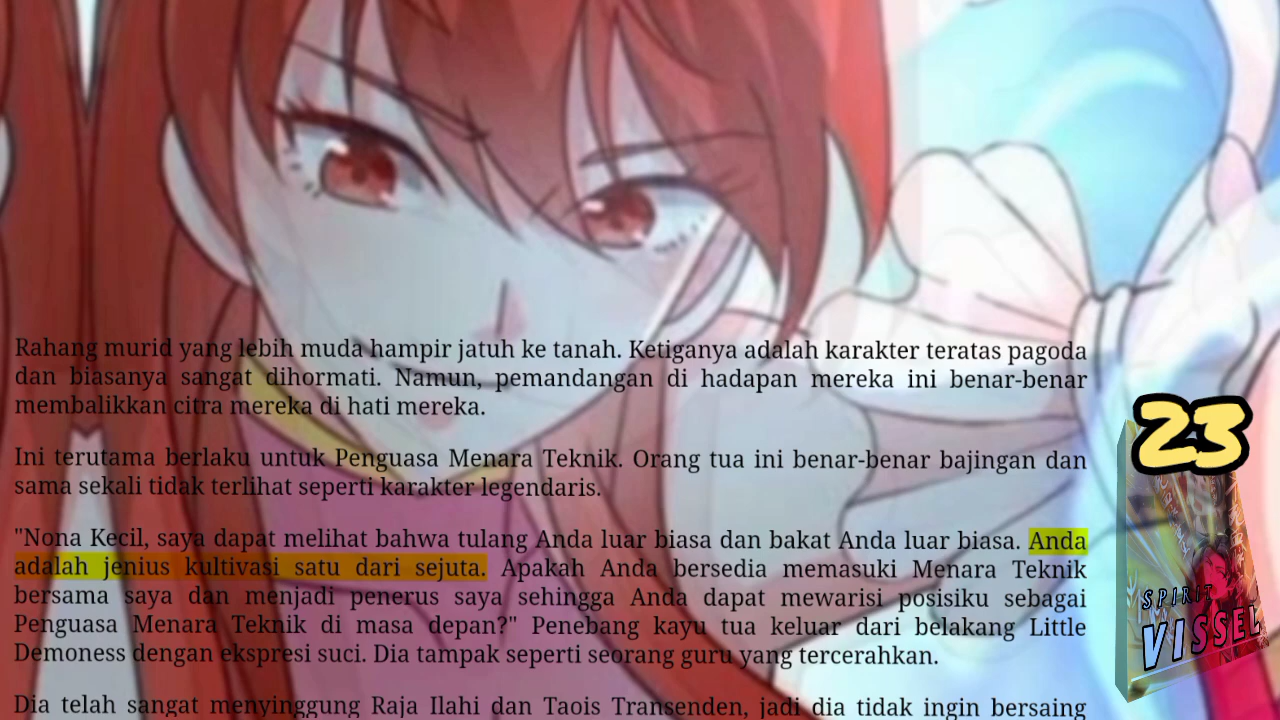 Rahang murid yang lebih muda hampir jatuh ke tanah. Ketiganya adalah karakter teratas pagoda
dan biasanya sangat dihormati. Namun, pemandangan di hadapan mereka ini benar-benar
membalikkan citra mereka di hati mereka.
Ini terutama berlaku untuk Penguasa Menara Teknik. Orang tua ini benar-benar bajingan dan
sama sekali tidak terlihat seperti karakter legendaris.
"Nona Kecil, saya dapat melihat bahwa tulang Anda luar biasa dan bakat Anda luar biasa. Anda
adalah jenius kultivasi satu dari sejuta. Apakah Anda bersedia memasuki Menara Teknik
bersama saya dan menjadi penerus saya sehingga Anda dapat mewarisi posisiku sebagai
Penguasa Menara Teknik di masa depan?" Penebang kayu tua keluar dari belakang Little
Demoness dengan ekspresi suci. Dia tampak seperti seorang guru yang tercerahkan.
Dia telah sangat menyinggung Raja Ilahi dan Taois Transenden, jadi dia tidak ingin bersaing
23
SPIRIT
VISSEL